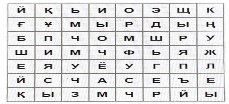 Й Қ Ь И О Э Щ К
Ғ Ұ М Ы Р Д Ы Ң
Б П Ч О М Ш Р У
Ш И М Ч Ф Ь Я Ж
Е Я У Ё У Г П Л
Й С Ч А С Е Ъ Е
Қ Ы З М Ч Р Й Ы